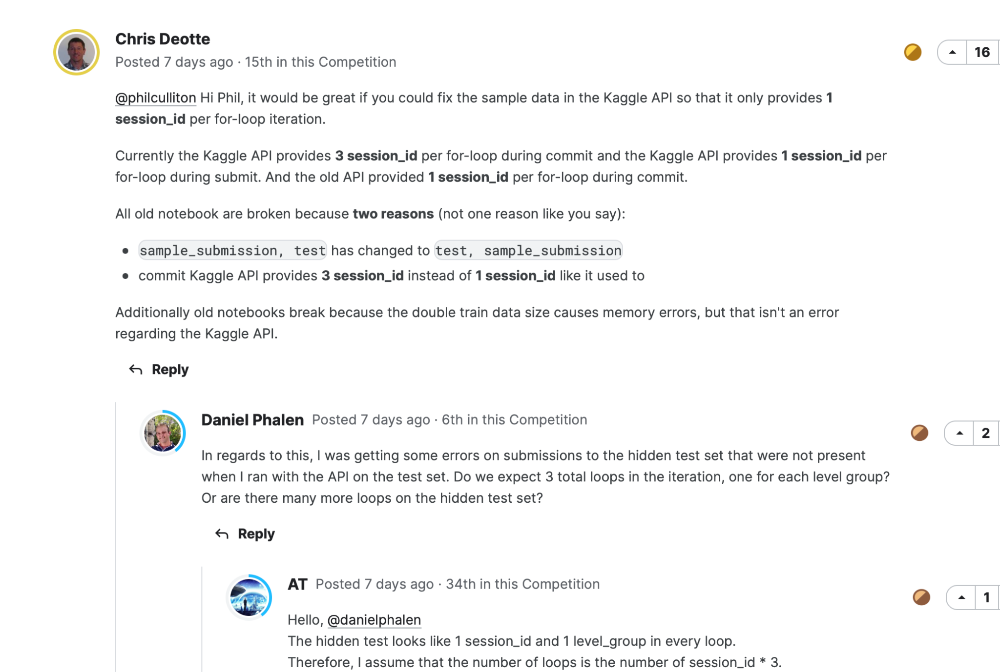 Chris Deotte
Posted 7 days ago · 15th in this Competition
16
@philculliton Hi Phil, it would be great if you could fix the sample data in the Kaggle API so that it only provides 1
session_id per for-loop iteration.
Currently the Kaggle API provides 3 session_id per for-loop during commit and the Kaggle API provides 1 session_id per
for-loop during submit. And the old API provided 1 session_id per for-loop during commit.
All old notebook are broken because two reasons (not one reason like you say):
• sample_submission, test has changed to test, sample_submission
• commit Kaggle API provides 3 session_id instead of 1 session_id like it used to
Additionally old notebooks break because the double train data size causes memory errors, but that isn't an error
regarding the Kaggle API.
Reply
Daniel Phalen Posted 7 days ago · 6th in this Competition
2
In regards to this, I was getting some errors on submissions to the hidden test set that were not present
when I ran with the API on the test set. Do we expect 3 total loops in the iteration, one for each level group?
Or are there many more loops on the hidden test set?
Reply
AT Posted 7 days ago · 34th in this Competition
1
Hello, @danielphalen
The hidden test looks like 1 session_id and 1 level_group in every loop.
Therefore, I assume that the number of loops is the number of session_id * 3.